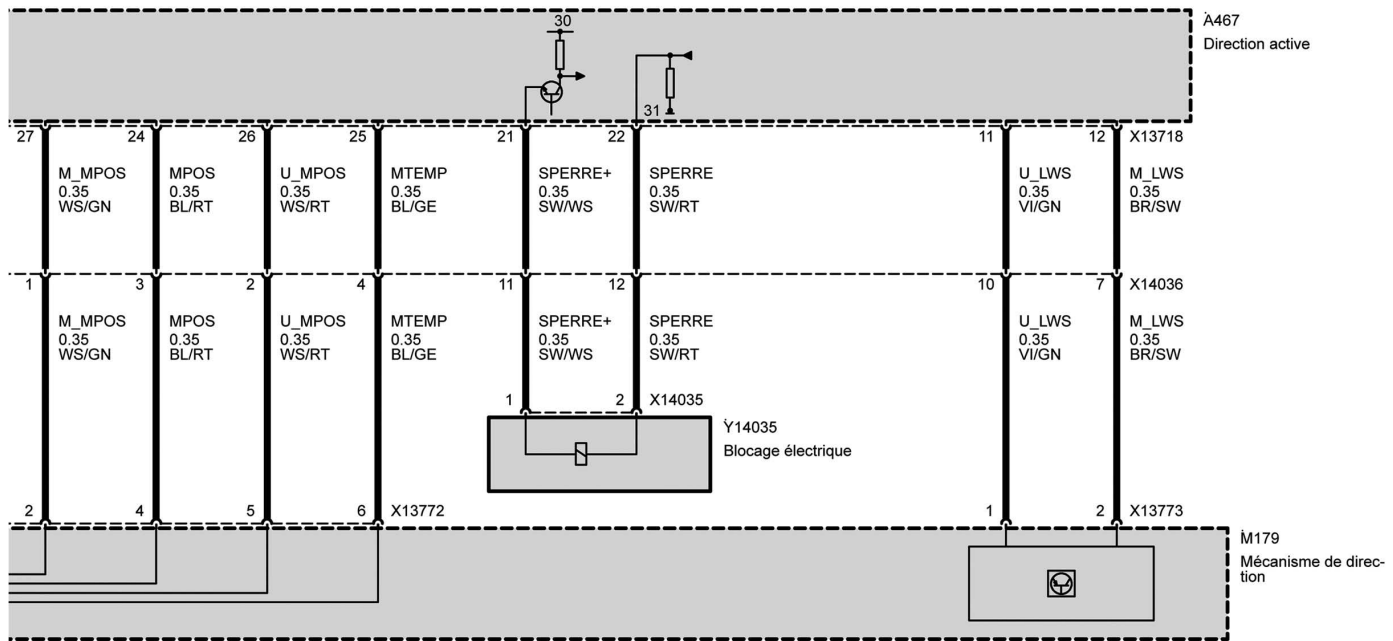 30
A467
Direction active
31
27 24 26 25 21 22 11 12 X13718
M_MPOS MPOS U_MPOS MTEMP SPERRE+ SPERRE U_LWS M_LWS
0.35 0.35 0.35 0.35 0.35 0.35 0.35 0.35
WS/GN BL/RT WS/RT BL/GE SW/WS SW/RT VI/GN BR/SW
1 3 2 4 11 12 10 7 X14036
M_MPOS MPOS U_MPOS MTEMP SPERRE+ SPERRE U_LWS M_LWS
0.35 0.35 0.35 0.35 0.35 0.35 0.35 0.35
WS/GN BL/RT WS/RT BL/GE SW/WS SW/RT VI/GN BR/SW
1 2 X14035
Y14035
Blocage électrique
2 4 5 6 X13772 1 2 X13773
M179
Mécanisme de direc-
tion